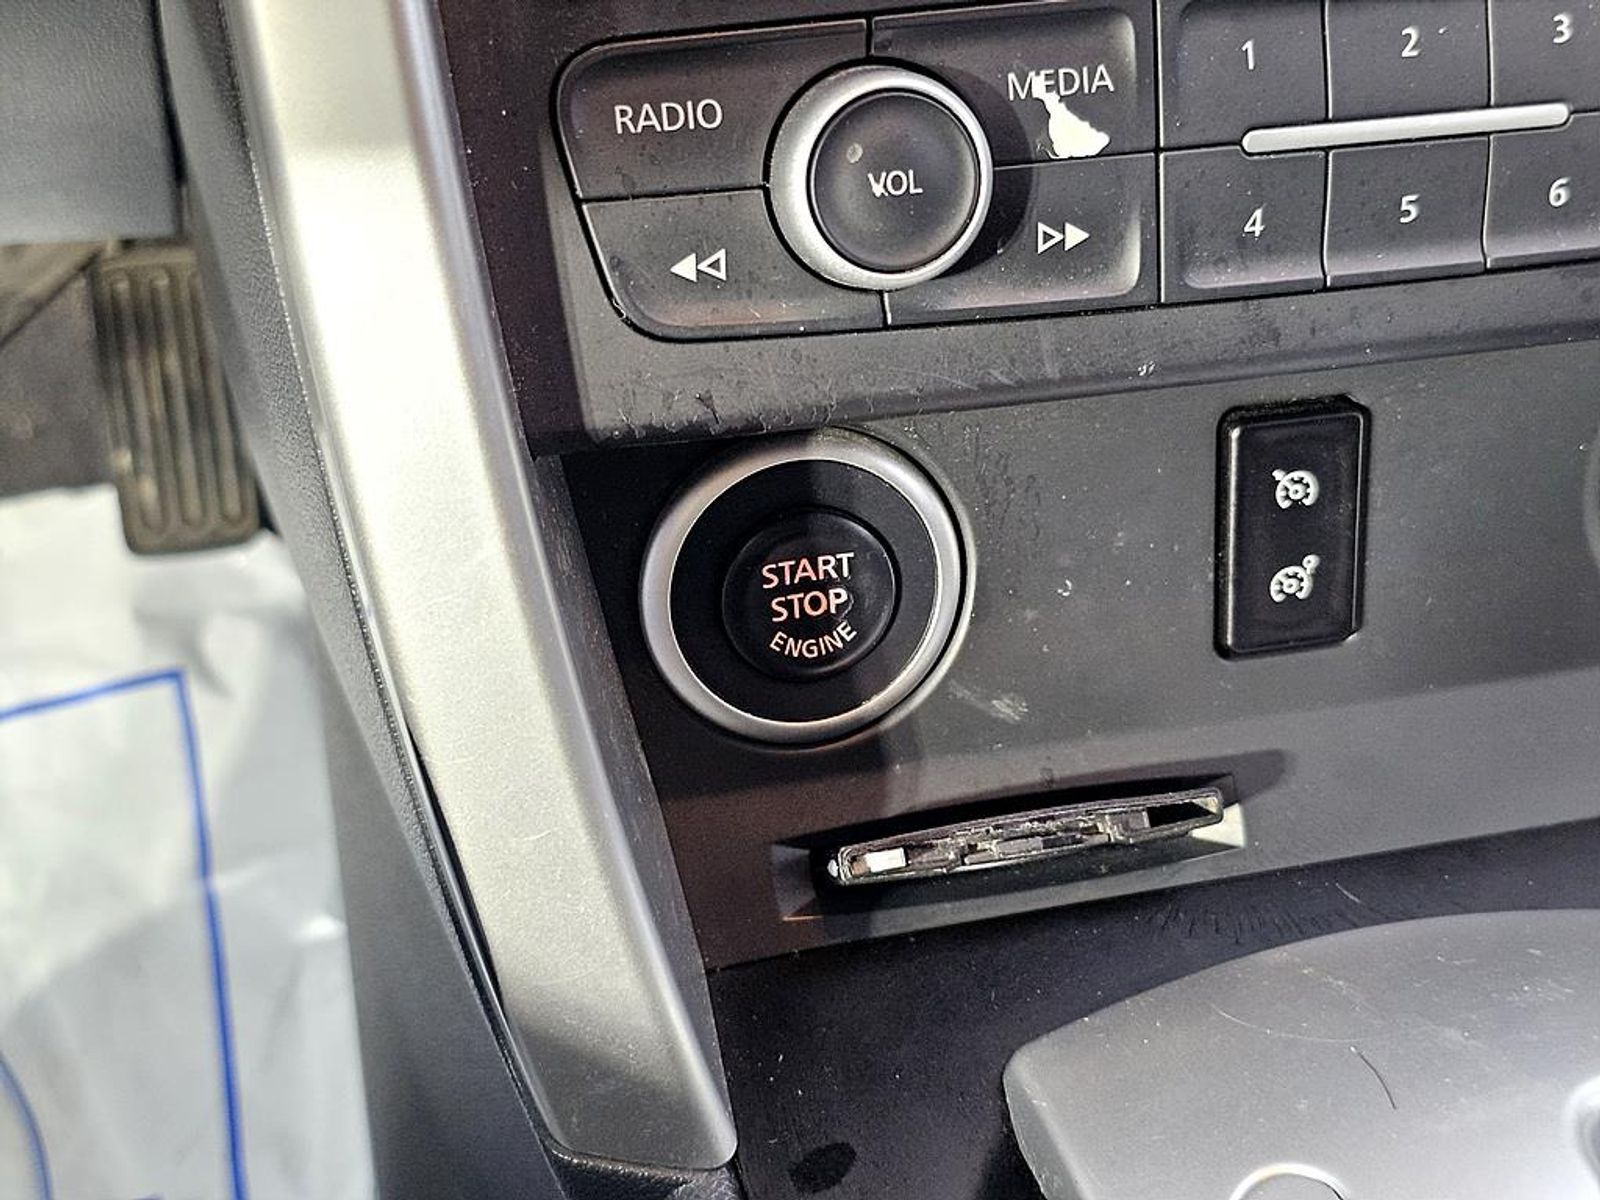 RADIO
MEDIA
VOL
1
2
3
4
5
6
START
STOP
ENGINE